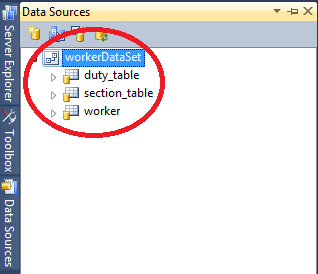 Data Sources
workerDataSet
duty_table
section_table
worker
Server Explorer
Toolbox
Data Sources